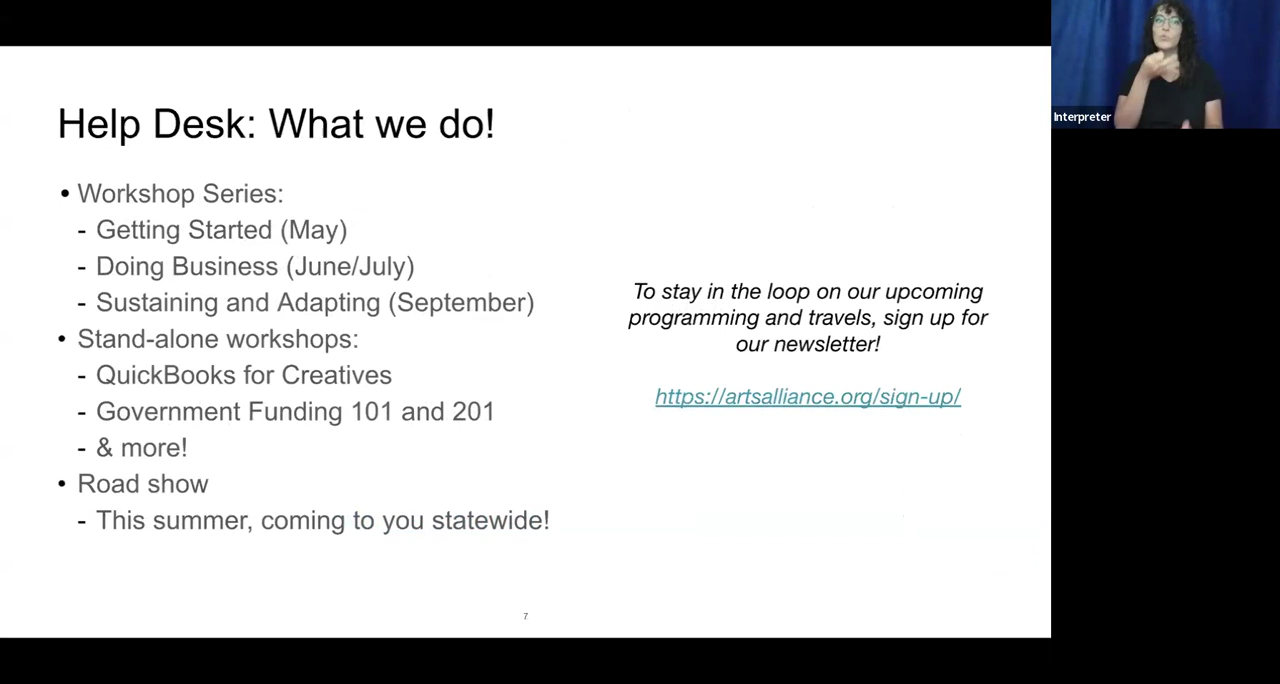 Help Desk: What we do!
• Workshop Series:
- Getting Started (May)
- Doing Business (June/July)
- Sustaining and Adapting (September)
• Stand-alone workshops:
- QuickBooks for Creatives
- Government Funding 101 and 201
- & more!
• Road show
- This summer, coming to you statewide!
To stay in the loop on our upcoming
programming and travels, sign up for
our newsletter!
https://artsalliance.org/sign-up/
7
Interpreter